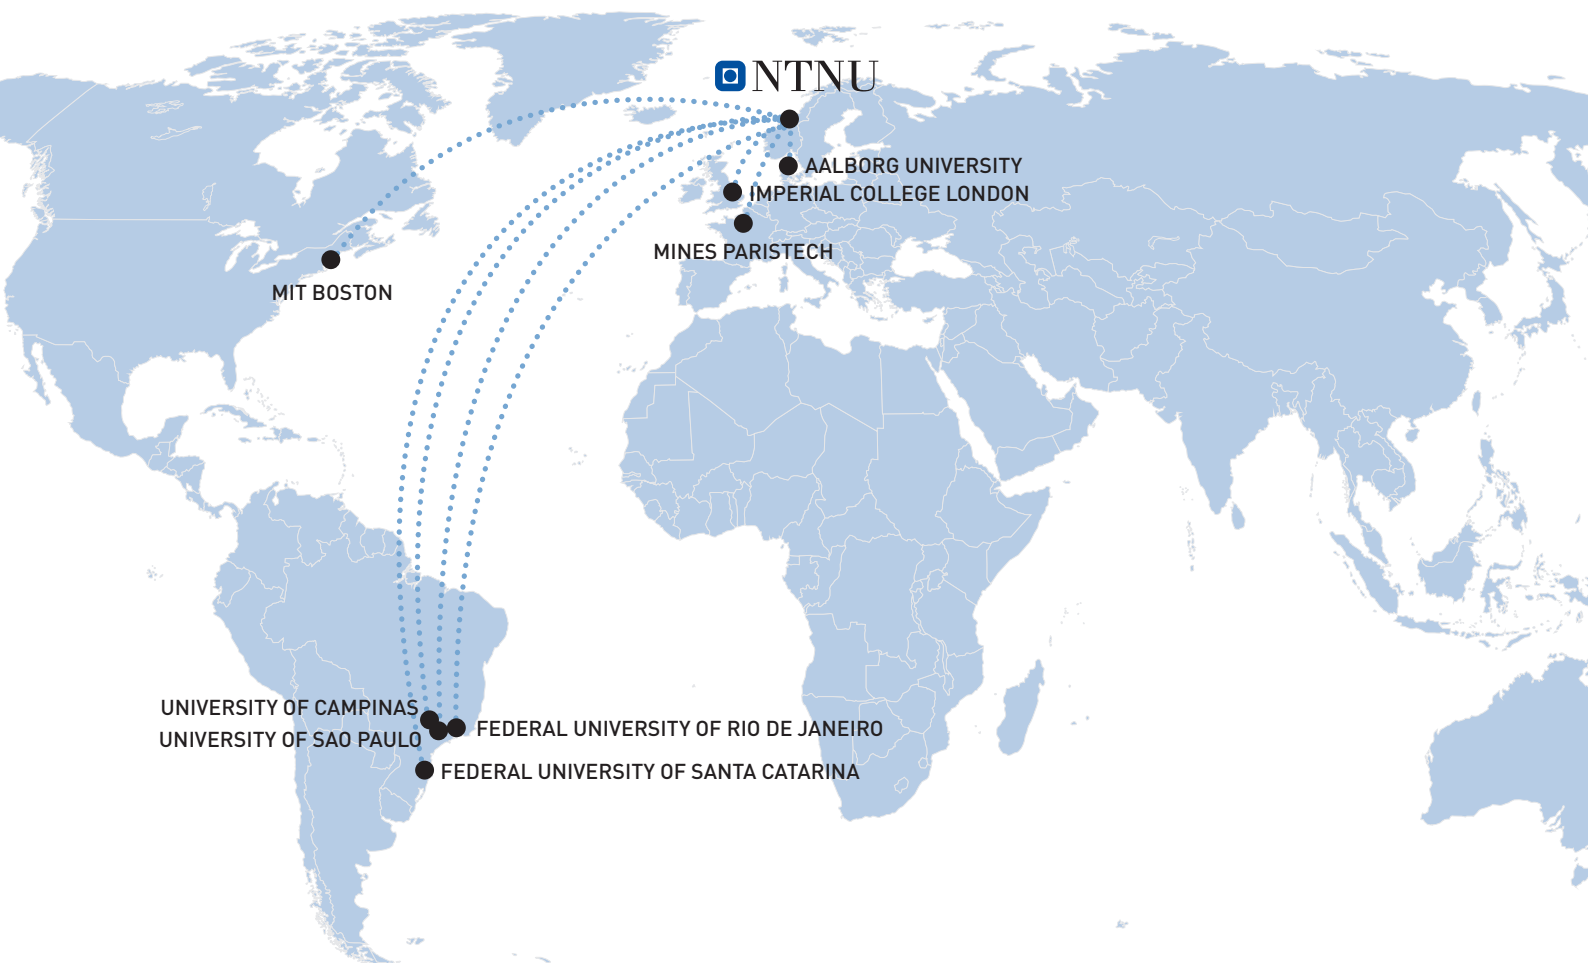 NTNU
AALBORG UNIVERSITY
IMPERIAL COLLEGE LONDON
MINES PARISTECH
MIT BOSTON
UNIVERSITY OF CAMPINAS
UNIVERSITY OF SAO PAULO
FEDERAL UNIVERSITY OF RIO DE JANEIRO
FEDERAL UNIVERSITY OF SANTA CATARINA